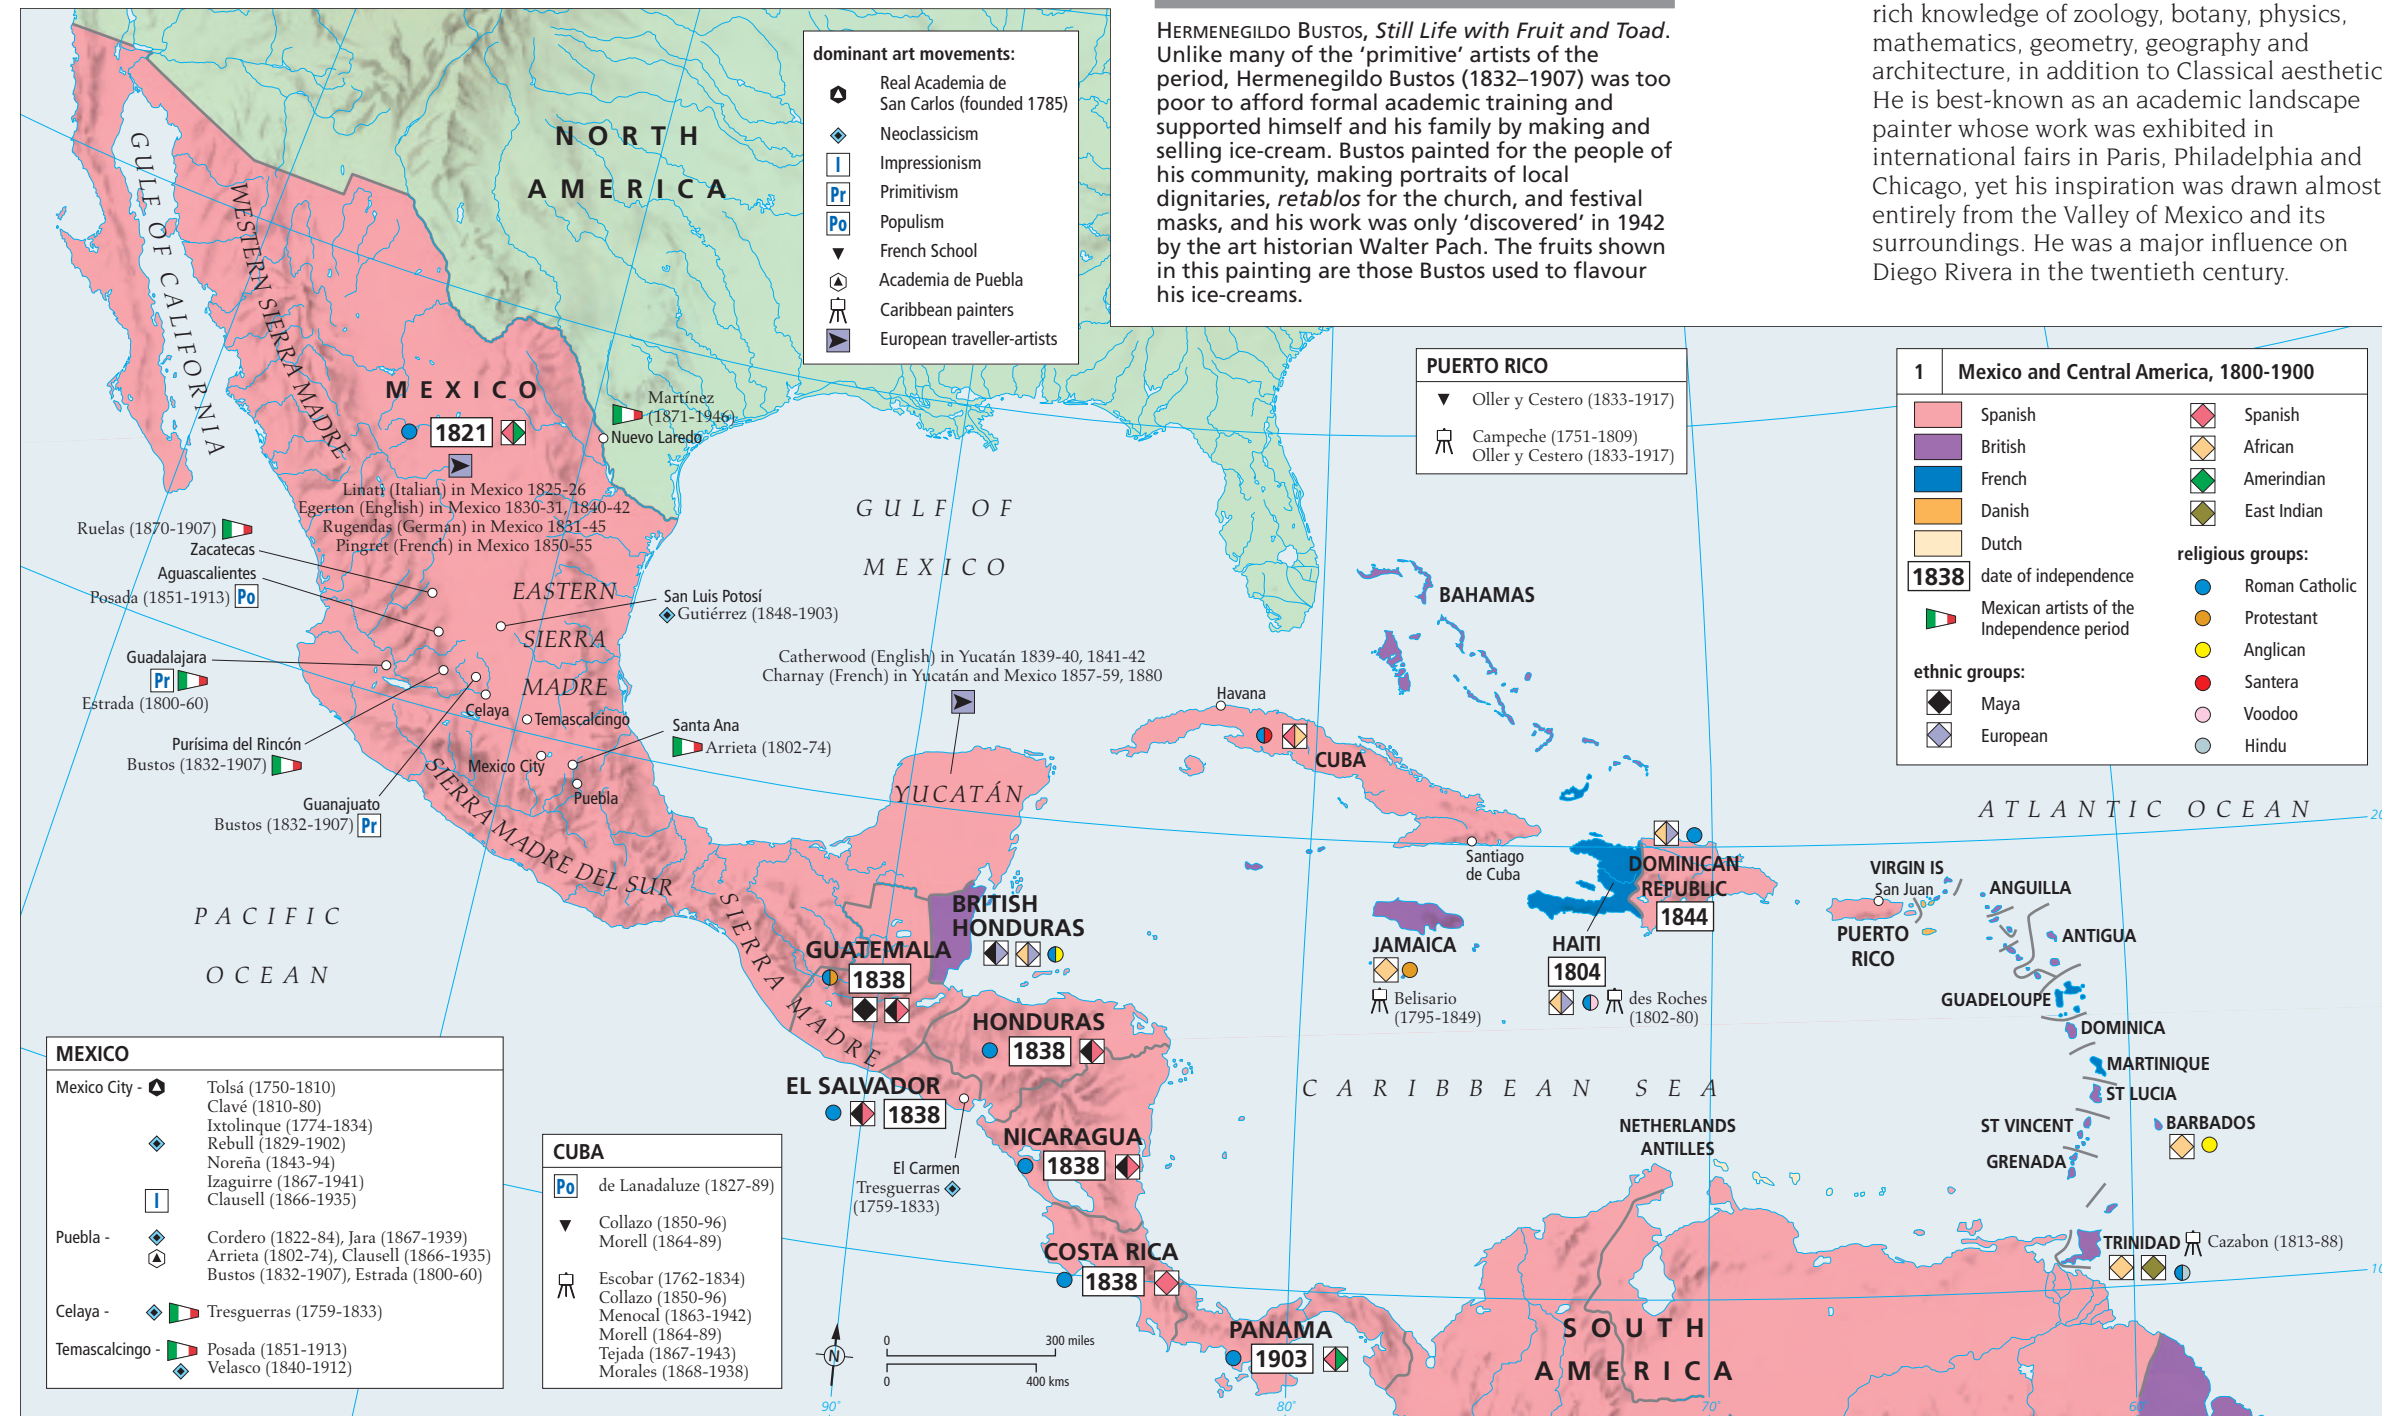 HERMENEGILDO BUSTOS, Still Life with Fruit and Toad.
Unlike many of the ‘primitive’ artists of the
period, Hermenegildo Bustos (1832–1907) was too
poor to afford formal academic training and
supported himself and his family by making and
selling ice-cream. Bustos painted for the people of
his community, making portraits of local
dignitaries, retablos for the church, and festival
masks, and his work was only ‘discovered’ in 1942
by the art historian Walter Pach. The fruits shown
in this painting are those Bustos used to flavour
his ice-creams.
rich knowledge of zoology, botany, physics,
mathematics, geometry, geography and
architecture, in addition to Classical aesthetic
He is best-known as an academic landscape
painter whose work was exhibited in
international fairs in Paris, Philadelphia and
Chicago, yet his inspiration was drawn almost
entirely from the Valley of Mexico and its
surroundings. He was a major influence on
Diego Rivera in the twentieth century.
dominant art movements:
Real Academia de
San Carlos (founded 1785)
Neoclassicism
I Impressionism
Pr Primitivism
Po Populism
French School
Academia de Puebla
Caribbean painters
European traveller-artists
1 Mexico and Central America, 1800-1900
Spanish
British
French
Danish
Dutch
1838 date of independence
Mexican artists of the
Independence period
ethnic groups:
Maya
European
Spanish
African
Amerindian
East Indian
religious groups:
Roman Catholic
Protestant
Anglican
Santera
Voodoo
Hindu
PUERTO RICO
Oller y Cestero (1833-1917)
Campeche (1751-1809)
Oller y Cestero (1833-1917)
NORTH
AMERICA
GULF OF CALIFORNIA
WESTERN SIERRA MADRE
MEXICO
1821
Linati (Italian) in Mexico 1825-26
Egerton (English) in Mexico 1830-31, 1840-42
Rugendas (German) in Mexico 1831-45
Pingret (French) in Mexico 1850-55
Martínez
(1871-1946)
Nuevo Laredo
Ruelas (1870-1907)
Zacatecas
Aguascalientes
Posada (1851-1913) Po
Guadalajara
Pr
Estrada (1800-60)
Purísima del Rincón
Bustos (1832-1907)
Guanajuato
Bustos (1832-1907) Pr
EASTERN
SIERRA
MADRE
San Luis Potosí
Gutiérrez (1848-1903)
Celaya
Temascalcingo
Santa Ana
Arrieta (1802-74)
Mexico City
Puebla
SIERRA MADRE DEL SUR
SIERRA MADRE
GULF OF
MEXICO
Catherwood (English) in Yucatán 1839-40, 1841-42
Charnay (French) in Yucatán and Mexico 1857-59, 1880
YUCATÁN
PACIFIC
OCEAN
BAHAMAS
Havana
CUBA
Santiago
de Cuba
ATLANTIC OCEAN
20
DOMINICAN
REPUBLIC
1844
HAITI
1804
des Roches
(1802-80)
JAMAICA
Belisario
(1795-1849)
VIRGIN IS
San Juan
PUERTO
RICO
ANGUILLA
ANTIGUA
GUADELOUPE
DOMINICA
MARTINIQUE
ST LUCIA
ST VINCENT
BARBADOS
GRENADA
TRINIDAD
Cazabon (1813-88)
10
NETHERLANDS
ANTILLES
CARIBBEAN SEA
BRITISH
HONDURAS
GUATEMALA
1838
HONDURAS
1838
EL SALVADOR
1838
El Carmen
Tresguerras
(1759-1833)
NICARAGUA
1838
COSTA RICA
1838
PANAMA
1903
SOUTH
AMERICA
MEXICO
Mexico City - Tolsá (1750-1810)
Clavé (1810-80)
Ixtolinque (1774-1834)
Rebull (1829-1902)
Noreña (1843-94)
Izaguirre (1867-1941)
I Clausell (1866-1935)
Puebla - Cordero (1822-84), Jara (1867-1939)
Arrieta (1802-74), Clausell (1866-1935)
Bustos (1832-1907), Estrada (1800-60)
Celaya - Tresguerras (1759-1833)
Temascalcingo - Posada (1851-1913)
Velasco (1840-1912)
CUBA
Po de Lanadaluze (1827-89)
Collazo (1850-96)
Morell (1864-89)
Escobar (1762-1834)
Collazo (1850-96)
Menocal (1863-1942)
Morell (1864-89)
Tejada (1867-1943)
Morales (1868-1938)
N
0 300 miles
0 400 kms
90°
80°
70°
60